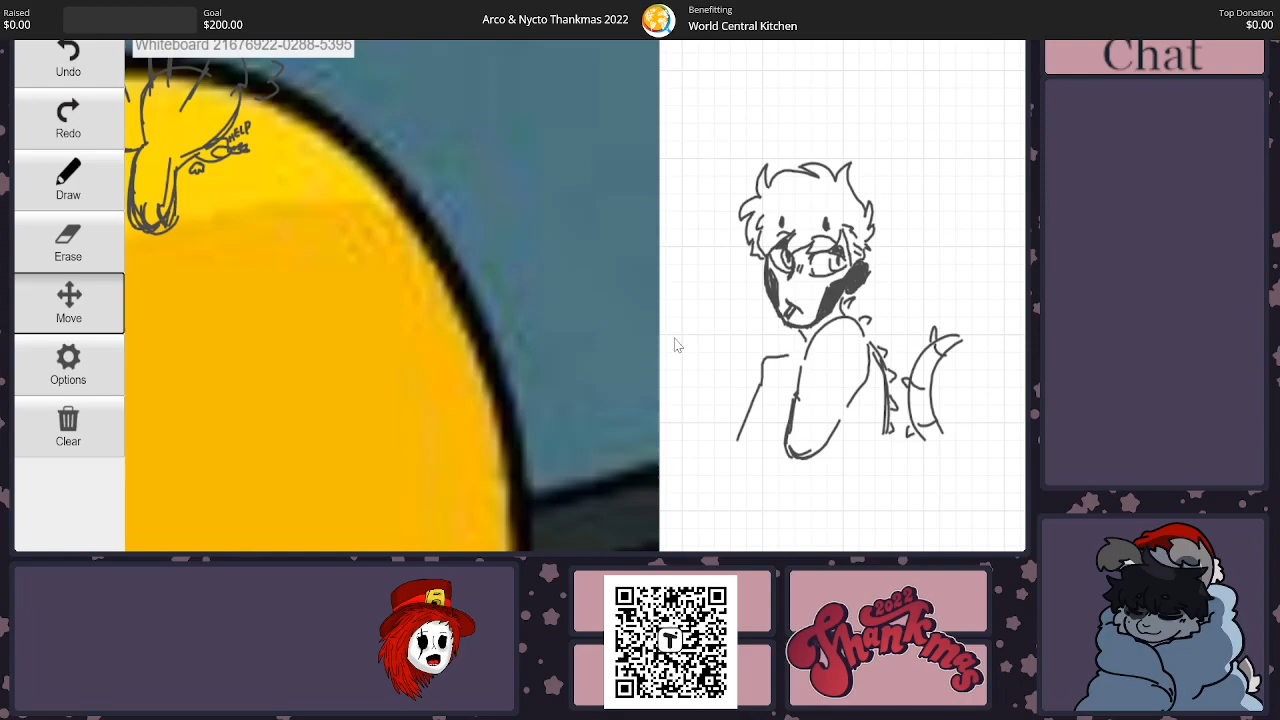 Raised
$0.00
Goal
$200.00
Arco & Nycto Thankmas 2022
Benefitting
World Central Kitchen
Top Donation
$0.00
Whiteboard 21676922-0288-5395
Undo
Redo
Draw
Erase
Move
Options
Clear
HELP
Chat
T
2022
Thankmas